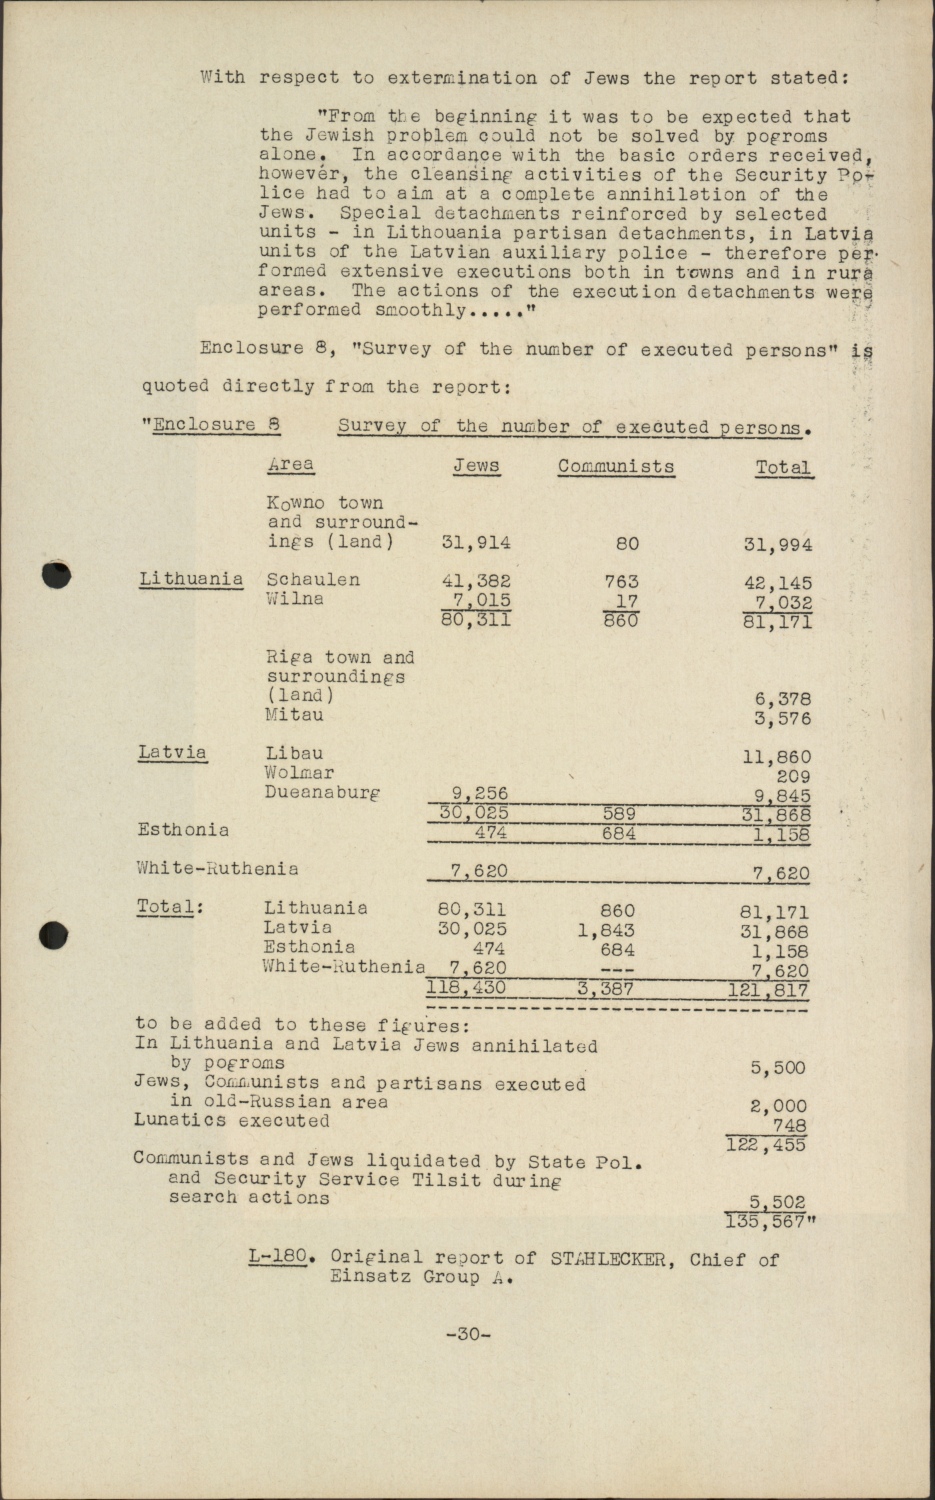 With respect to extermination of Jews the report stated:
"From the beginning it was to be expected that
the Jewish problem could not be solved by pogroms
alone. In accordance with the basic orders received,
however, the cleansing activities of the Security Po-
lice had to aim at a complete annihilation of the
Jews. Special detachments reinforced by selected
units - in Lithouania partisan detachments, in Latvia
units of the Latvian auxiliary police - therefore per-
formed extensive executions both in towns and in rura
areas. The actions of the execution detachments were
performed smoothly....."
Enclosure 8, "Survey of the number of executed persons" is
quoted directly from the report:
"Enclosure 8 Survey of the number of executed persons.
Area Jews Communists Total
Kowno town
and surround-
ings (land) 31,914 80 31,994
Lithuania Schaulen 41,382 763 42,145
Wilna 7,015 17 7,032
80,311 860 81,171
Riga town and
surroundings
(land) 6,378
Mitau 3,576
Latvia Libau 11,860
Wolmar 209
Dueanaburg 9,256 9,845
30,025 589 31,868
Esthonia 474 684 1,158
White-Ruthenia 7,620 7,620
Total: Lithuania 80,311 860 81,171
Latvia 30,025 1,843 31,868
Esthonia 474 684 1,158
White-Ruthenia 7,620 --- 7,620
118,430 3,387 121,817
to be added to these figures:
In Lithuania and Latvia Jews annihilated
by pogroms 5,500
Jews, Communists and partisans executed
in old-Russian area 2,000
Lunatics executed 748
122,455
Communists and Jews liquidated by State Pol.
and Security Service Tilsit during
search actions 5,502
135,567"
L-180. Original report of STAHLECKER, Chief of
Einsatz Group A.
-30-